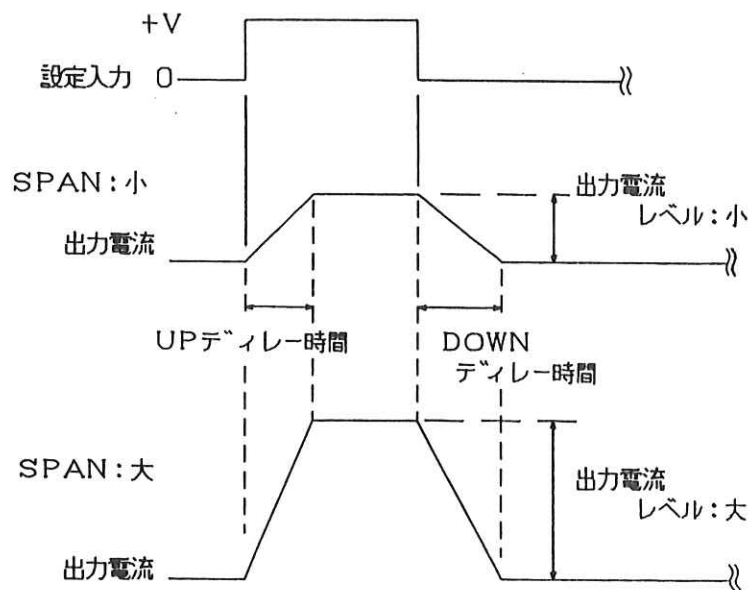 +V
設定入力 0
SPAN:小
出力電流
レベル:小
出力電流
UPディレー時間
DOWN
ディレー時間
SPAN:大
出力電流
レベル:大
出力電流